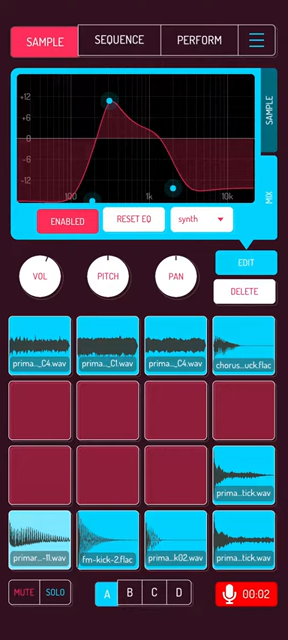 SAMPLE SEQUENCE PERFORM
+12
+6
0
-6
-12
100 1k 10k
SAMPLE
MIX
ENABLED RESET EQ synth
VOL PITCH PAN EDIT
DELETE
prima..._C4.wav prima..._C1.wav prima..._C4.wav chorus...uck.flac
prima...tick.wav
primar...-11.wav fm-kick-2.flac prima...k02.wav prima...tick.wav
MUTE SOLO A B C D 00:02